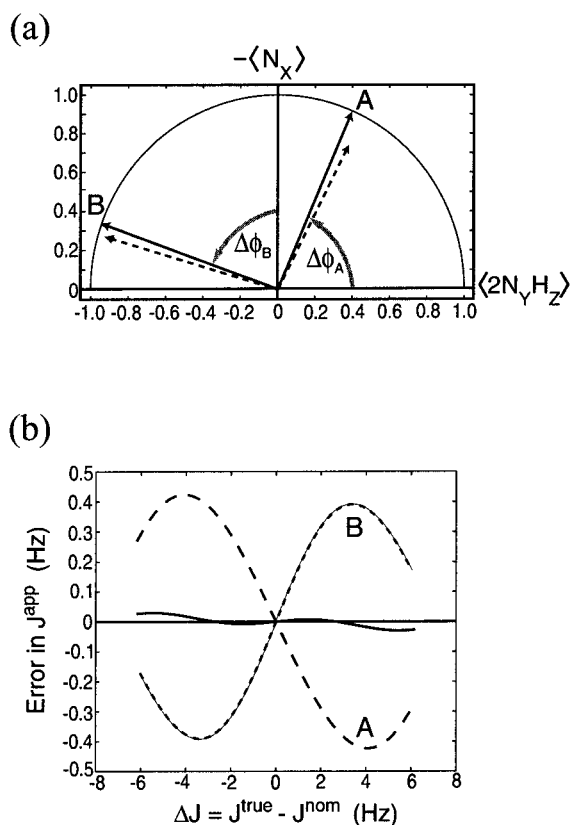 (a)
-⟨N_X⟩
1.0
0.8
0.6
0.4
0.2
0
A
B
Δϕ_B
Δϕ_A
⟨2N_Y H_Z⟩
-1.0 -0.8 -0.6 -0.4 -0.2 0 0.2 0.4 0.6 0.8 1.0
(b)
Error in J^app (Hz)
0.5
0.4
0.3
0.2
0.1
0
-0.1
-0.2
-0.3
-0.4
-0.5
B
A
-8 -6 -4 -2 0 2 4 6 8
ΔJ = J^true - J^nom (Hz)